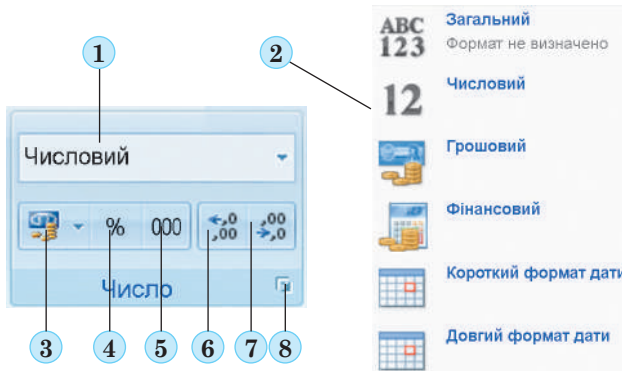 1
2
Числовий
% 000
←,0 ,00
,00 →,0
Число
3 4 5 6 7 8
ABC Загальний
123 Формат не визначено
12 Числовий
Грошовий
Фінансовий
Короткий формат дати
Довгий формат дати